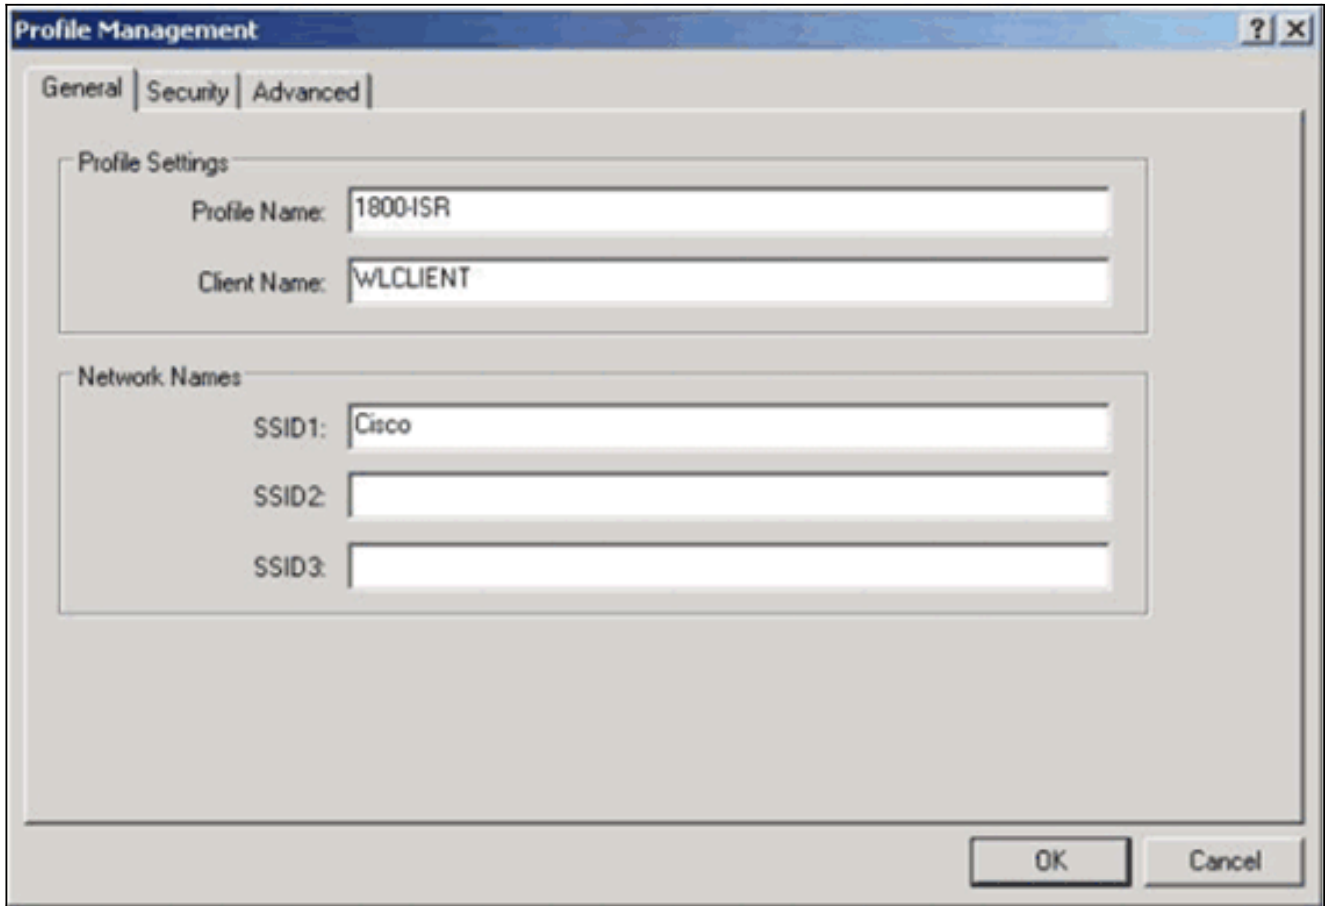 Profile Management
General Security Advanced
Profile Settings
Profile Name: 1800-ISR
Client Name: WLCLIENT
Network Names
SSID1: Cisco
SSID2:
SSID3:
OK Cancel